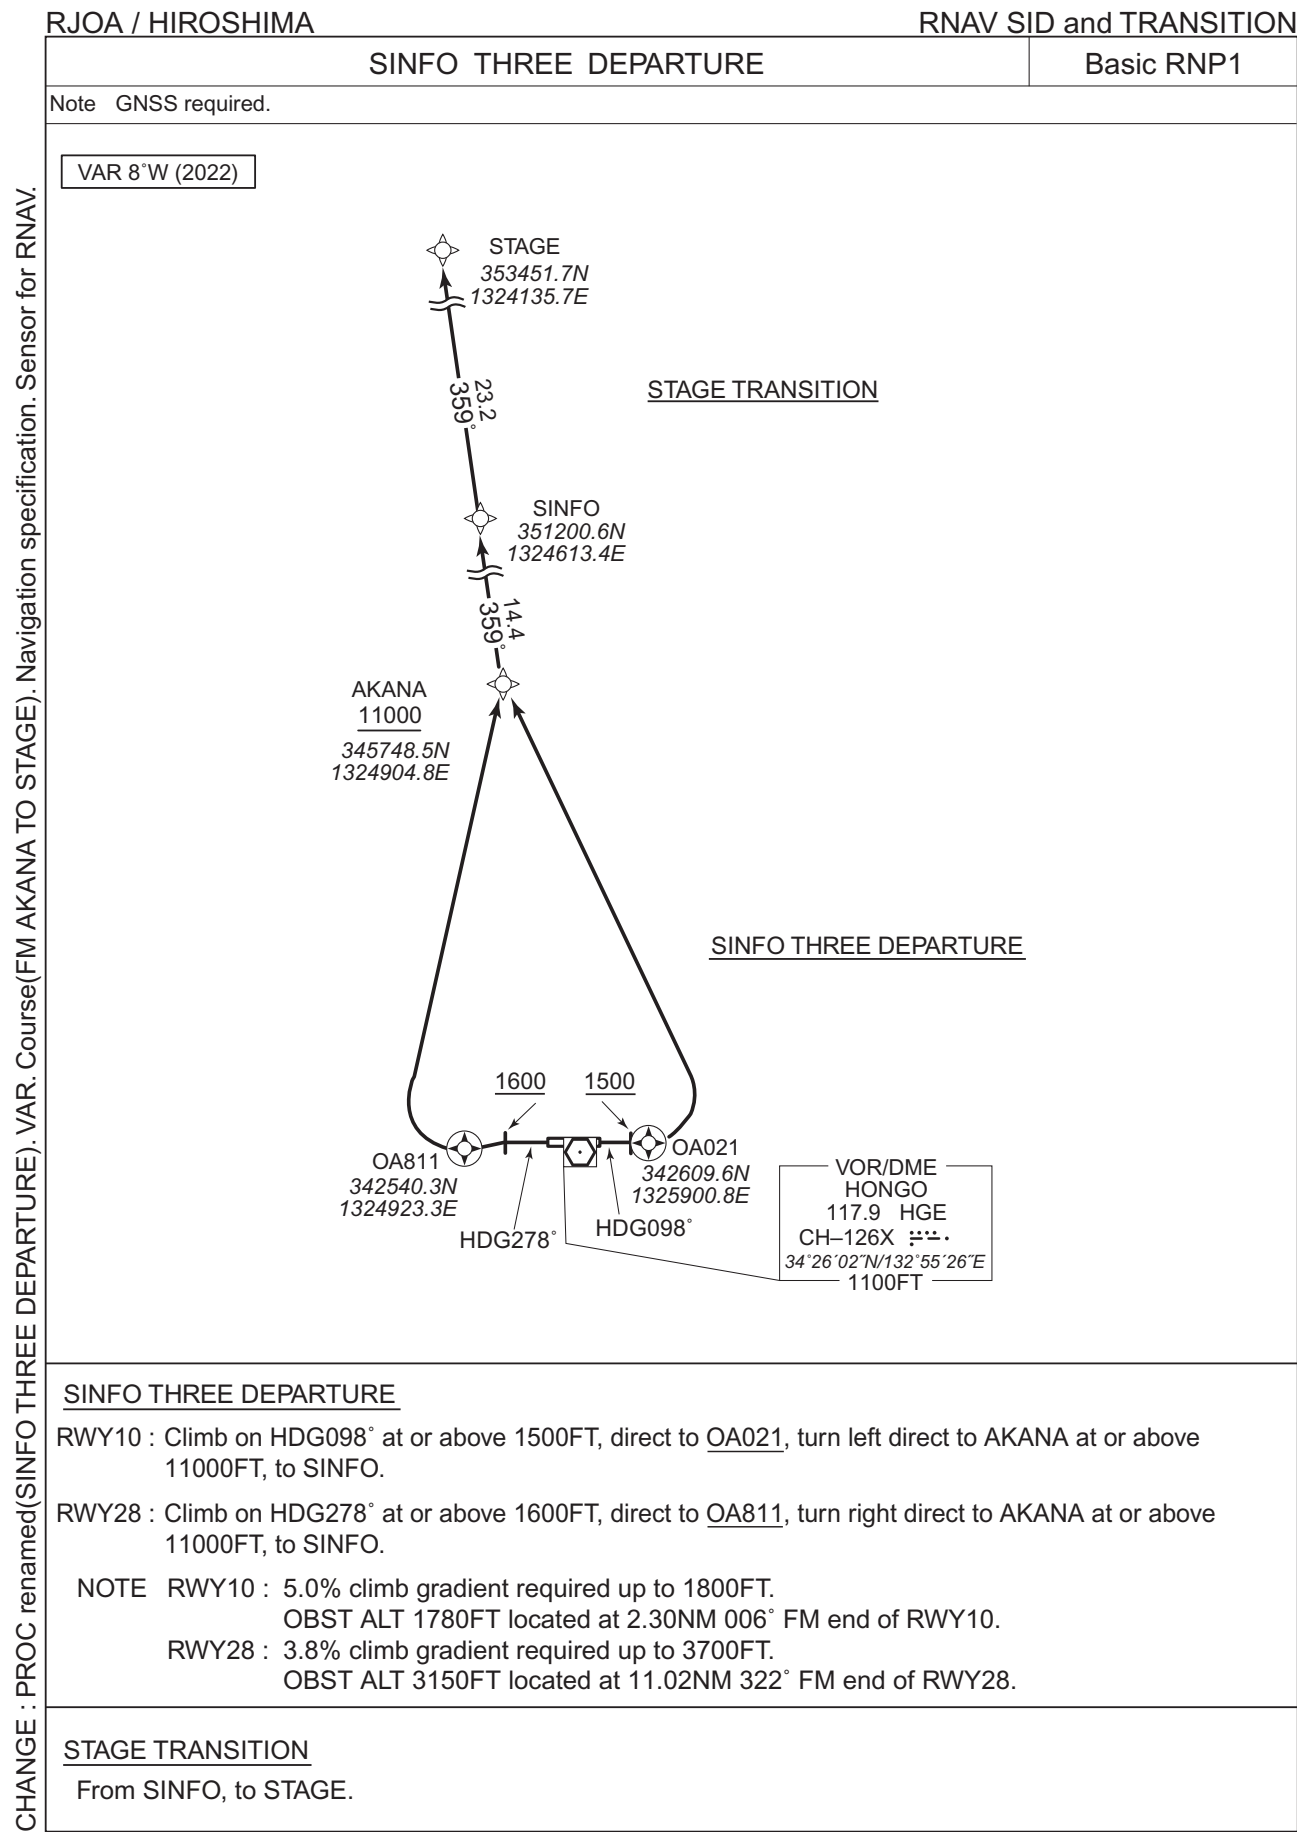 RJOA / HIROSHIMA
RNAV SID and TRANSITION
SINFO THREE DEPARTURE
Basic RNP1
Note GNSS required.
VAR 8˚W (2022)
STAGE
353451.7N
1324135.7E
23.2
359˚
STAGE TRANSITION
SINFO
351200.6N
1324613.4E
14.4
359˚
AKANA
11000
345748.5N
1324904.8E
SINFO THREE DEPARTURE
1600
1500
OA811
342540.3N
1324923.3E
OA021
342609.6N
1325900.8E
HDG278˚
HDG098˚
VOR/DME
HONGO
117.9 HGE
CH–126X
34˚26´02˝N/132˚55´26˝E
1100FT
SINFO THREE DEPARTURE
RWY10 : Climb on HDG098˚ at or above 1500FT, direct to OA021, turn left direct to AKANA at or above
11000FT, to SINFO.
RWY28 : Climb on HDG278˚ at or above 1600FT, direct to OA811, turn right direct to AKANA at or above
11000FT, to SINFO.
NOTE RWY10 : 5.0% climb gradient required up to 1800FT.
OBST ALT 1780FT located at 2.30NM 006˚ FM end of RWY10.
RWY28 : 3.8% climb gradient required up to 3700FT.
OBST ALT 3150FT located at 11.02NM 322˚ FM end of RWY28.
STAGE TRANSITION
From SINFO, to STAGE.
CHANGE : PROC renamed(SINFO THREE DEPARTURE). VAR. Course(FM AKANA TO STAGE). Navigation specification. Sensor for RNAV.